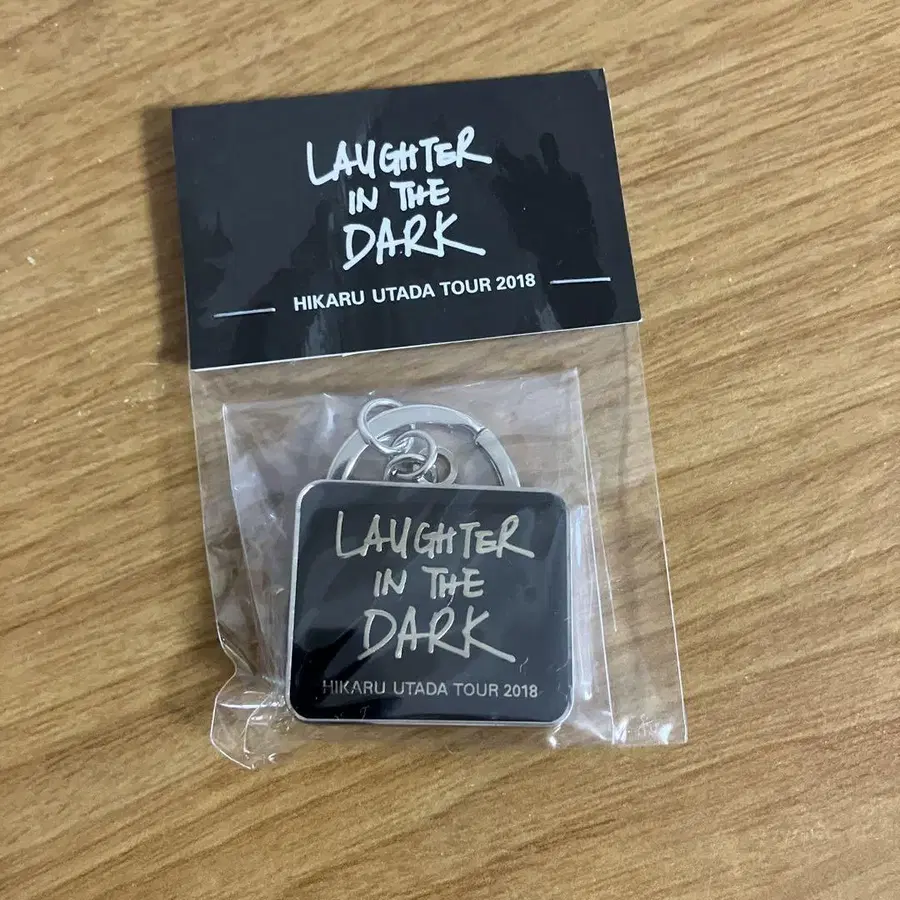 LAUGHTER
IN THE
DARK
HIKARU UTADA TOUR 2018
LAUGHTER
IN THE
DARK
HIKARU UTADA TOUR 2018